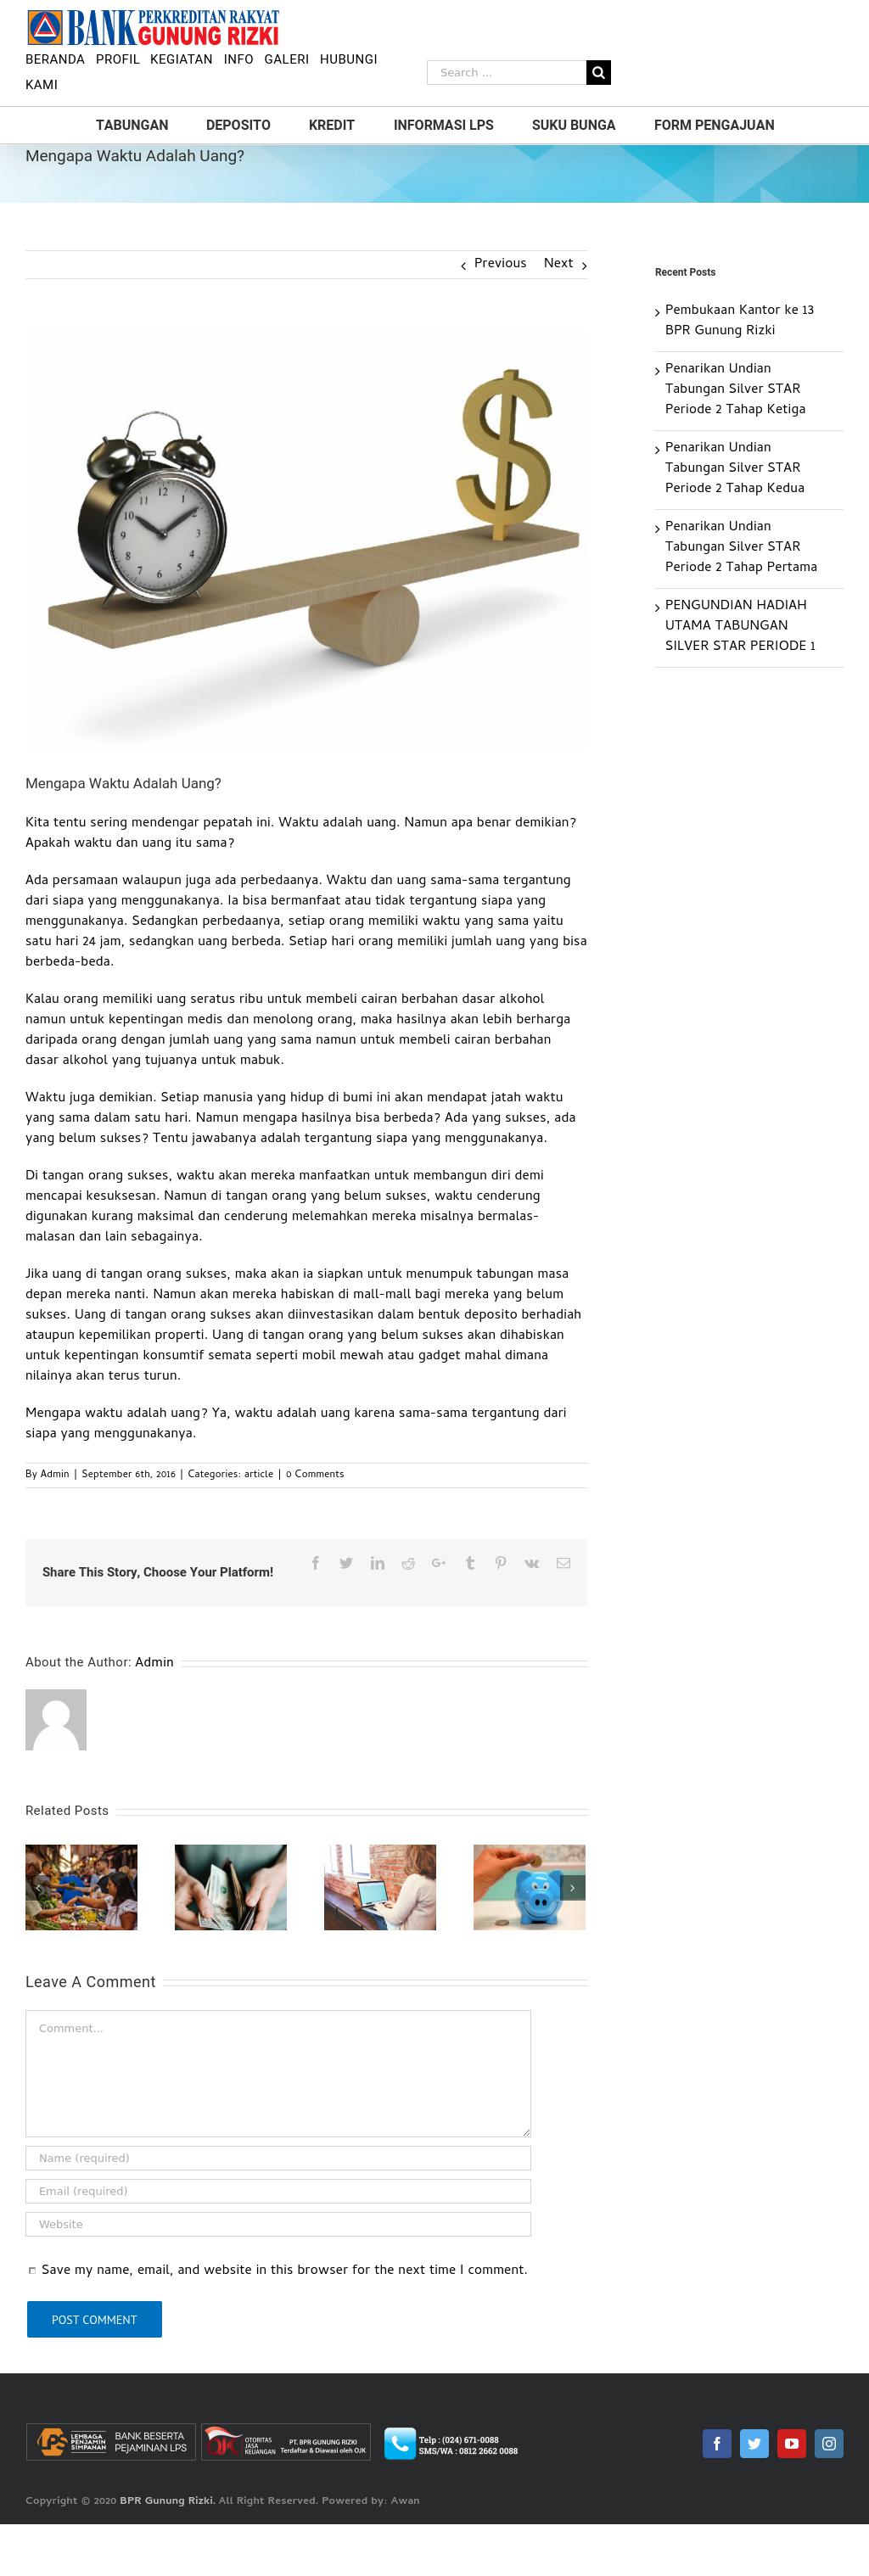 BANK PERKREDITAN RAKYAT
GUNUNG RIZKI
BERANDA PROFIL KEGIATAN INFO GALERI HUBUNGI
KAMI
Search ...
TABUNGAN DEPOSITO KREDIT INFORMASI LPS SUKU BUNGA FORM PENGAJUAN
Mengapa Waktu Adalah Uang?
Previous Next
12
1
2
3
4
5
6
7
8
9
10
11
$
Mengapa Waktu Adalah Uang?
Kita tentu sering mendengar pepatah ini. Waktu adalah uang. Namun apa benar demikian?
Apakah waktu dan uang itu sama?
Ada persamaan walaupun juga ada perbedaanya. Waktu dan uang sama-sama tergantung
dari siapa yang menggunakanya. Ia bisa bermanfaat atau tidak tergantung siapa yang
menggunakanya. Sedangkan perbedaanya, setiap orang memiliki waktu yang sama yaitu
satu hari 24 jam, sedangkan uang berbeda. Setiap hari orang memiliki jumlah uang yang bisa
berbeda-beda.
Kalau orang memiliki uang seratus ribu untuk membeli cairan berbahan dasar alkohol
namun untuk kepentingan medis dan menolong orang, maka hasilnya akan lebih berharga
daripada orang dengan jumlah uang yang sama namun untuk membeli cairan berbahan
dasar alkohol yang tujuanya untuk mabuk.
Waktu juga demikian. Setiap manusia yang hidup di bumi ini akan mendapat jatah waktu
yang sama dalam satu hari. Namun mengapa hasilnya bisa berbeda? Ada yang sukses, ada
yang belum sukses? Tentu jawabanya adalah tergantung siapa yang menggunakanya.
Di tangan orang sukses, waktu akan mereka manfaatkan untuk membangun diri demi
mencapai kesuksesan. Namun di tangan orang yang belum sukses, waktu cenderung
digunakan kurang maksimal dan cenderung melemahkan mereka misalnya bermalas-
malasan dan lain sebagainya.
Jika uang di tangan orang sukses, maka akan ia siapkan untuk menumpuk tabungan masa
depan mereka nanti. Namun akan mereka habiskan di mall-mall bagi mereka yang belum
sukses. Uang di tangan orang sukses akan diinvestasikan dalam bentuk deposito berhadiah
ataupun kepemilikan properti. Uang di tangan orang yang belum sukses akan dihabiskan
untuk kepentingan konsumtif semata seperti mobil mewah atau gadget mahal dimana
nilainya akan terus turun.
Mengapa waktu adalah uang? Ya, waktu adalah uang karena sama-sama tergantung dari
siapa yang menggunakanya.
By Admin | September 6th, 2016 | Categories: article | 0 Comments
Share This Story, Choose Your Platform!
About the Author: Admin
Related Posts
Leave A Comment
Comment...
Name (required)
Email (required)
Website
Save my name, email, and website in this browser for the next time I comment.
POST COMMENT
Recent Posts
Pembukaan Kantor ke 13
BPR Gunung Rizki
Penarikan Undian
Tabungan Silver STAR
Periode 2 Tahap Ketiga
Penarikan Undian
Tabungan Silver STAR
Periode 2 Tahap Kedua
Penarikan Undian
Tabungan Silver STAR
Periode 2 Tahap Pertama
PENGUNDIAN HADIAH
UTAMA TABUNGAN
SILVER STAR PERIODE 1
LPS
LEMBAGA
PENJAMIN
SIMPANAN
BANK BESERTA
PEJAMINAN LPS
OTORITAS
JASA
KEUANGAN
PT. BPR GUNUNG RIZKI
Terdaftar & Diawasi oleh OJK
Telp : (024) 671-0088
SMS/WA : 0812 2662 0088
Copyright © 2020 BPR Gunung Rizki. All Right Reserved. Powered by: Awan